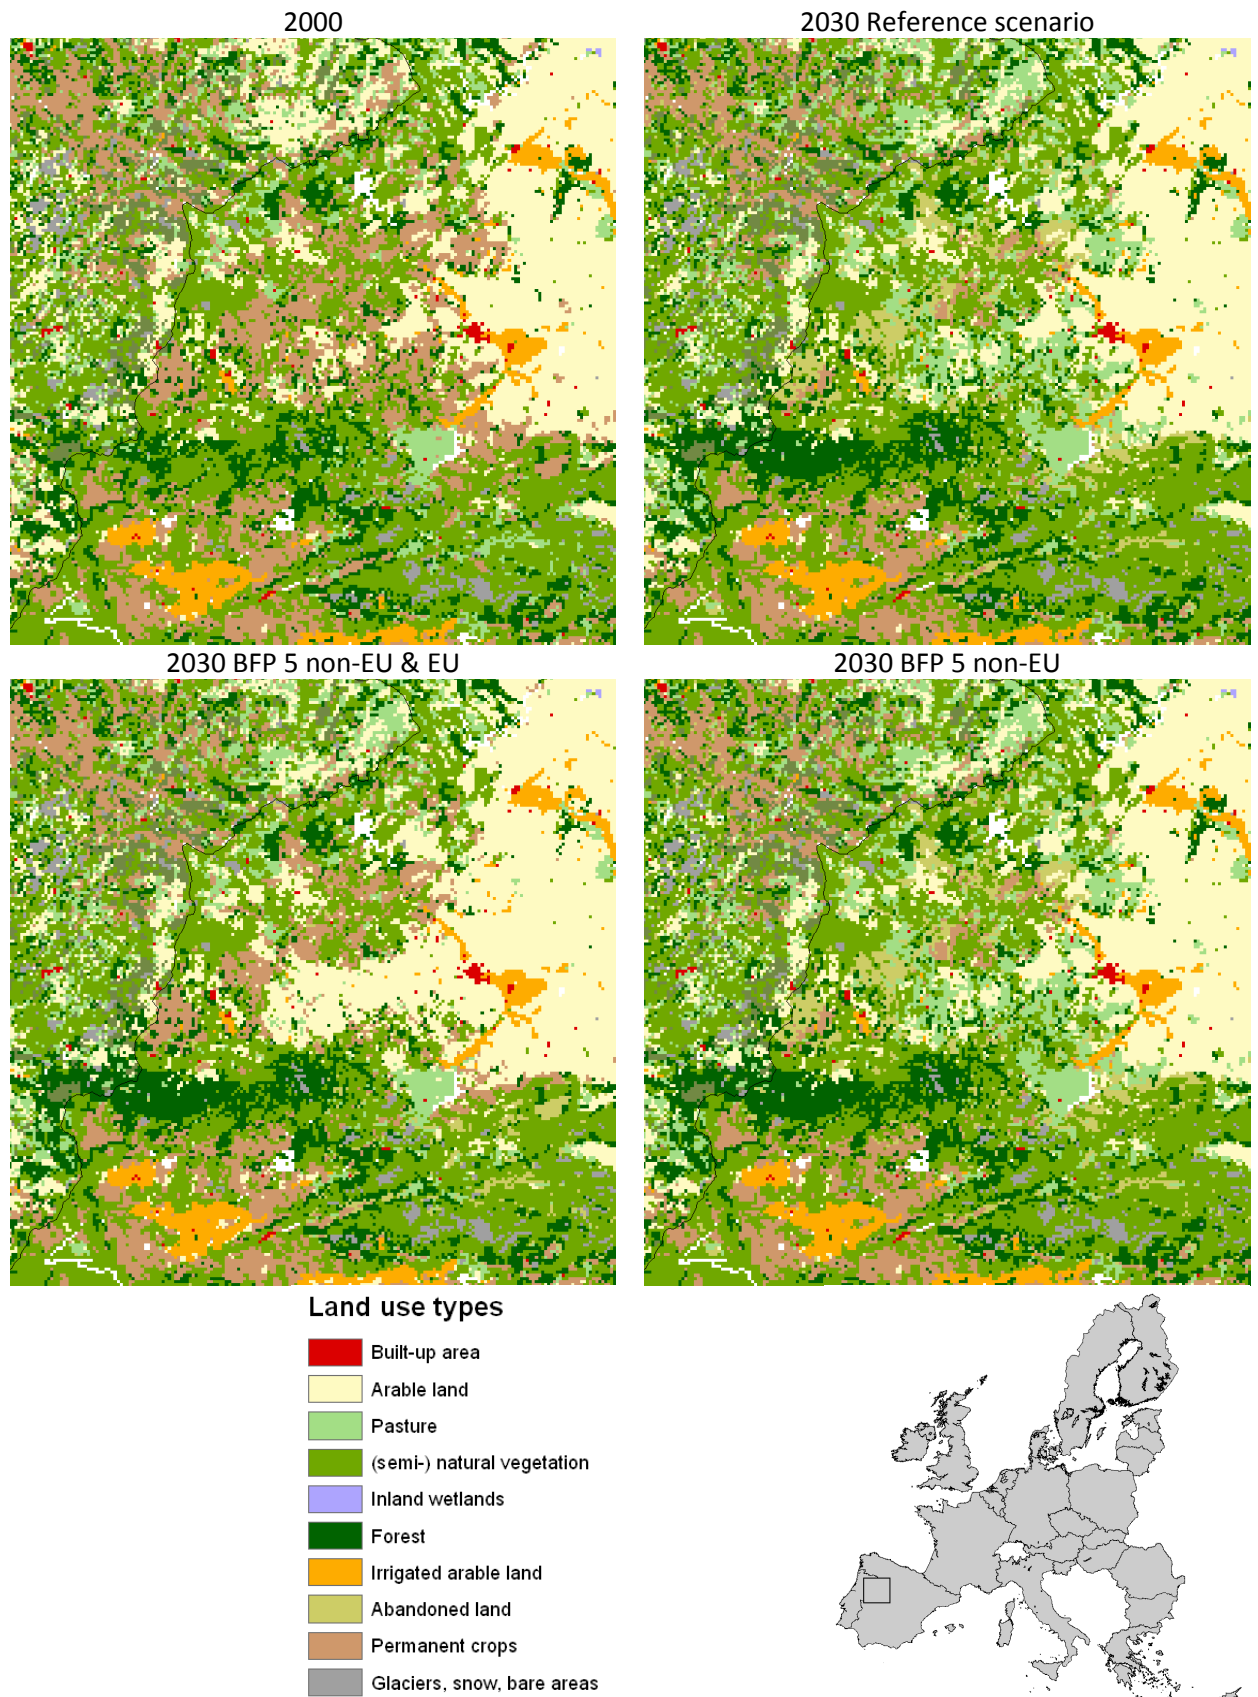 2000
2030 Reference scenario
2030 BFP 5 non-EU & EU
2030 BFP 5 non-EU
Land use types
Built-up area
Arable land
Pasture
(semi-) natural vegetation
Inland wetlands
Forest
Irrigated arable land
Abandoned land
Permanent crops
Glaciers, snow, bare areas